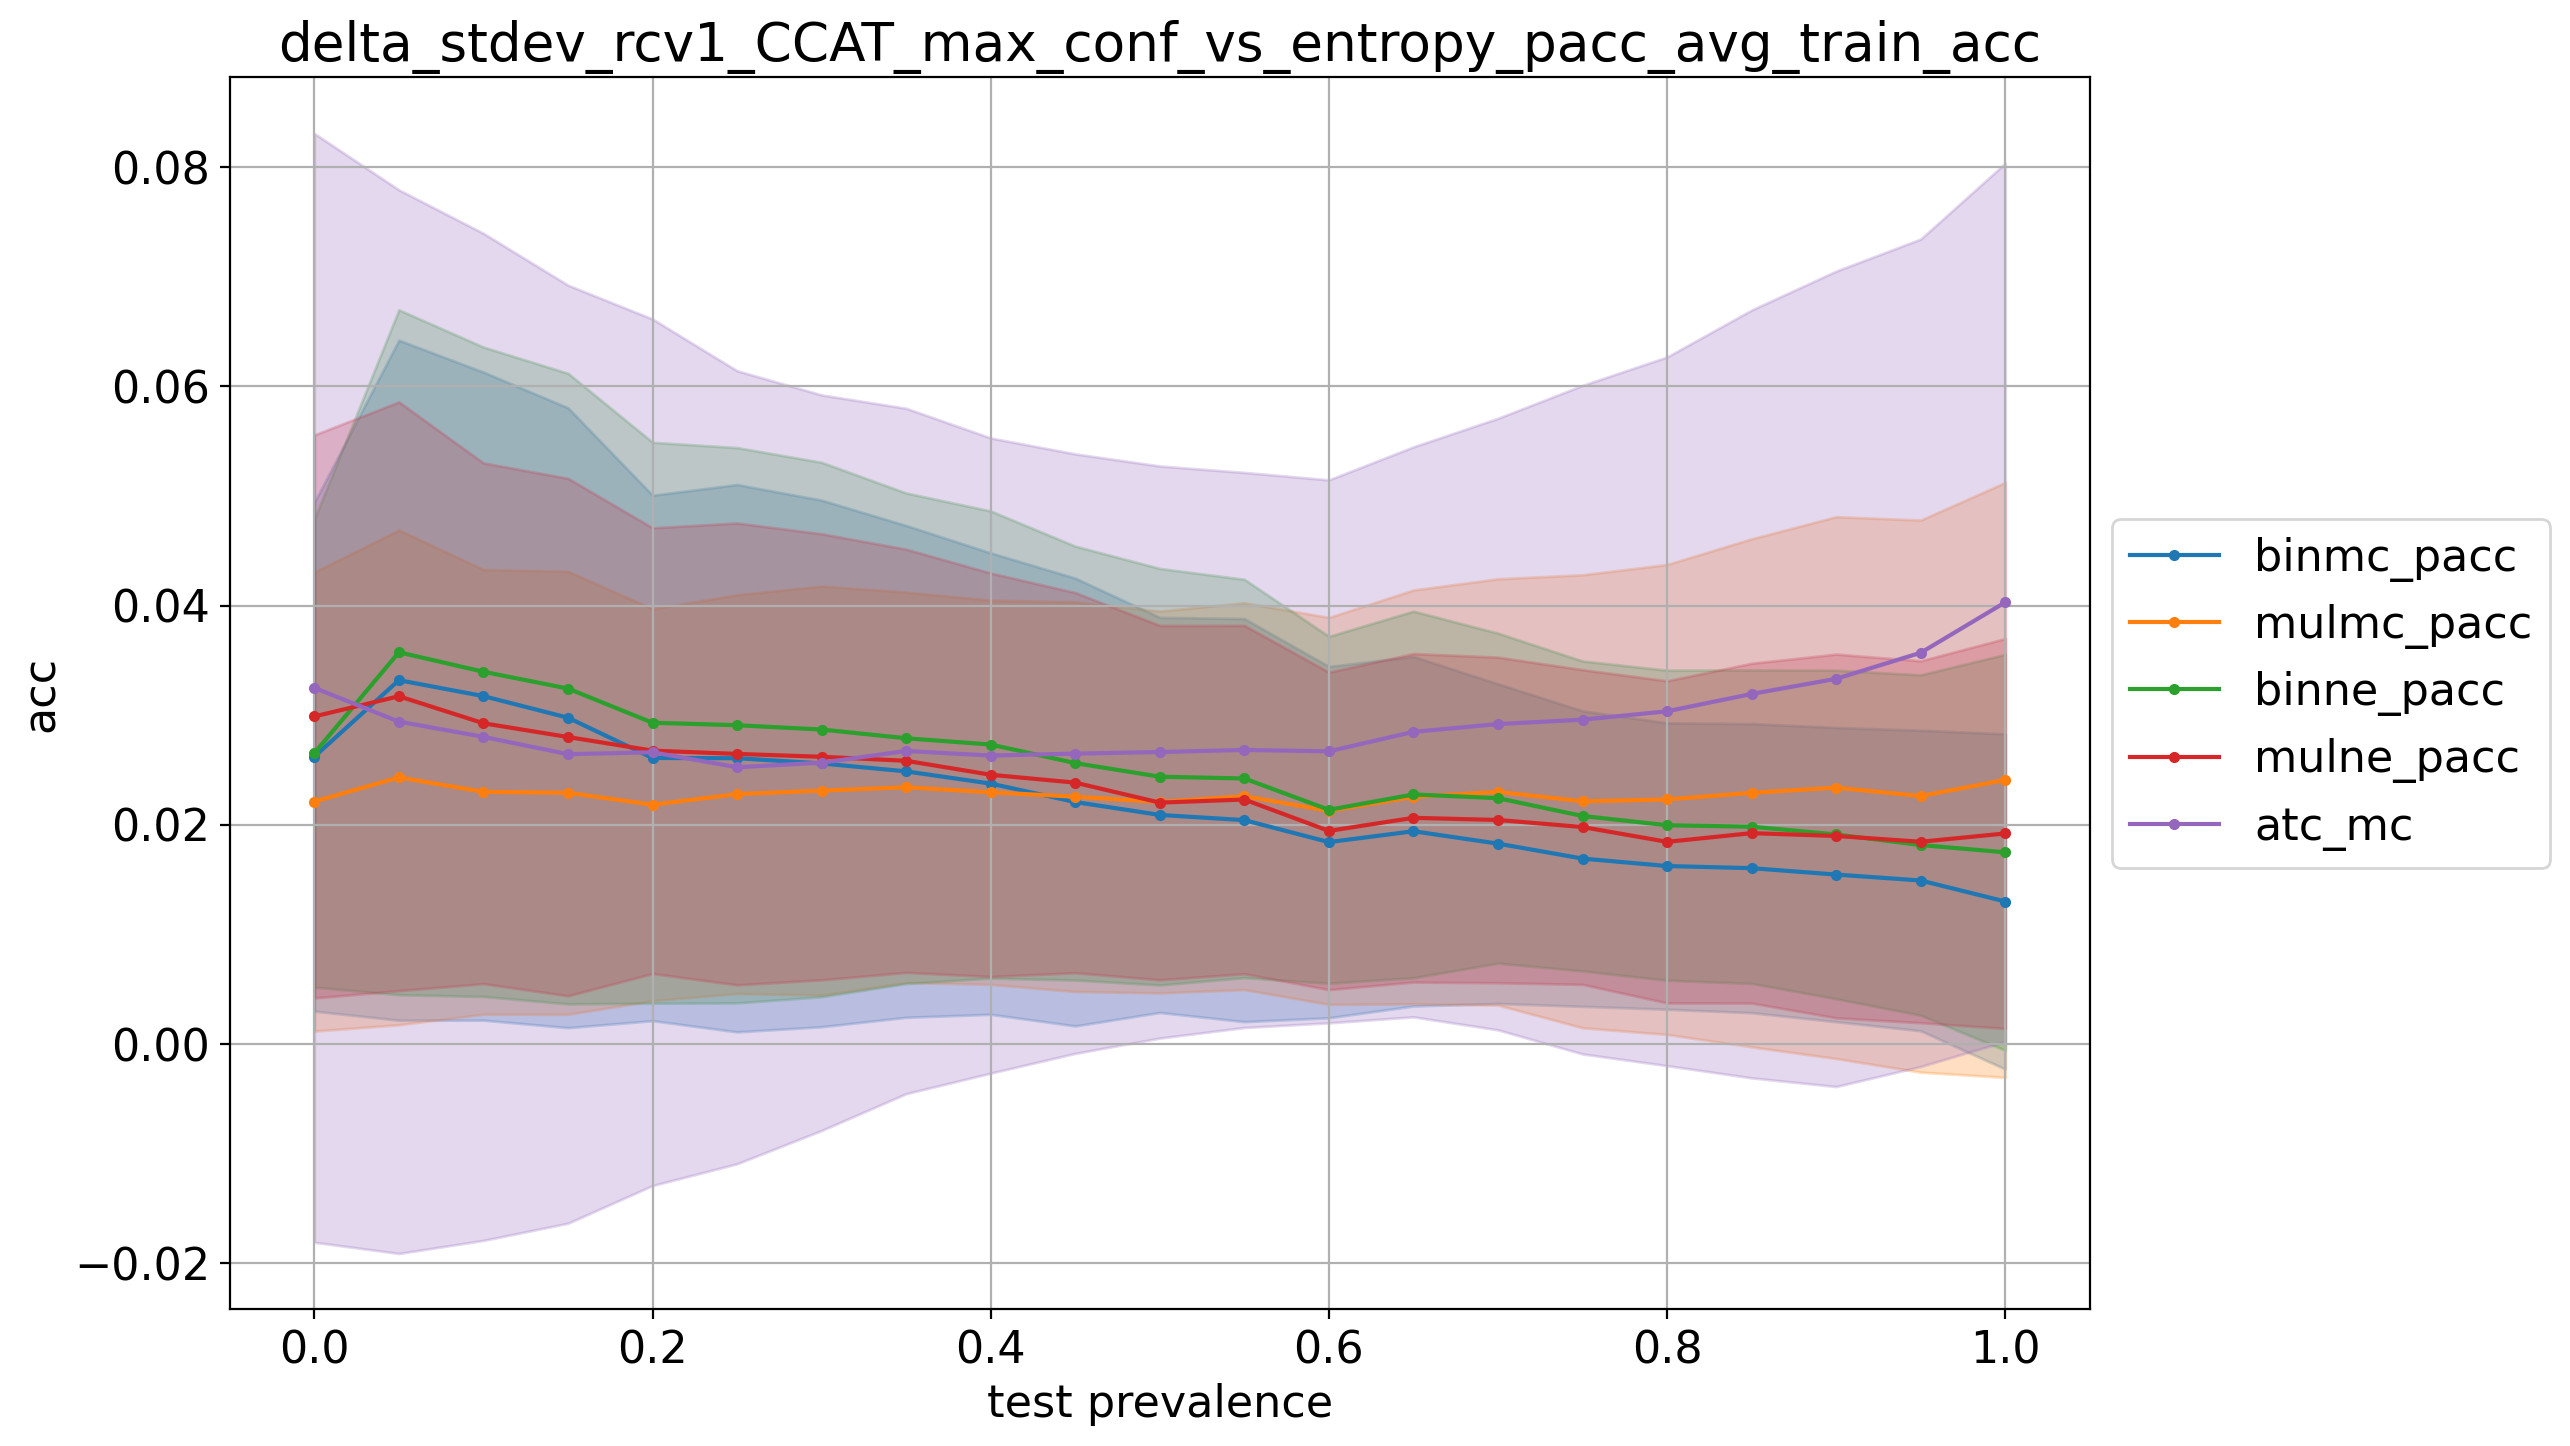 delta_stdev_rcv1_CCAT_max_conf_vs_entropy_pacc_avg_train_acc
acc
0.08
0.06
0.04
0.02
0.00
−0.02
0.0 0.2 0.4 0.6 0.8 1.0
test prevalence
binmc_pacc
mulmc_pacc
binne_pacc
mulne_pacc
atc_mc